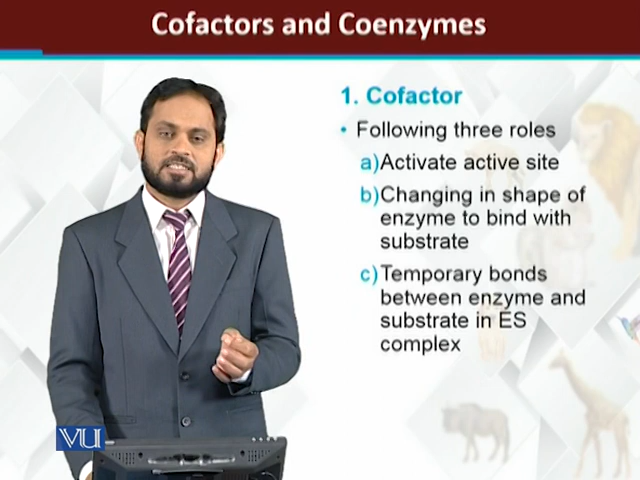 Cofactors and Coenzymes
1. Cofactor
• Following three roles
a)Activate active site
b)Changing in shape of
enzyme to bind with
substrate
c)Temporary bonds
between enzyme and
substrate in ES
complex
VU